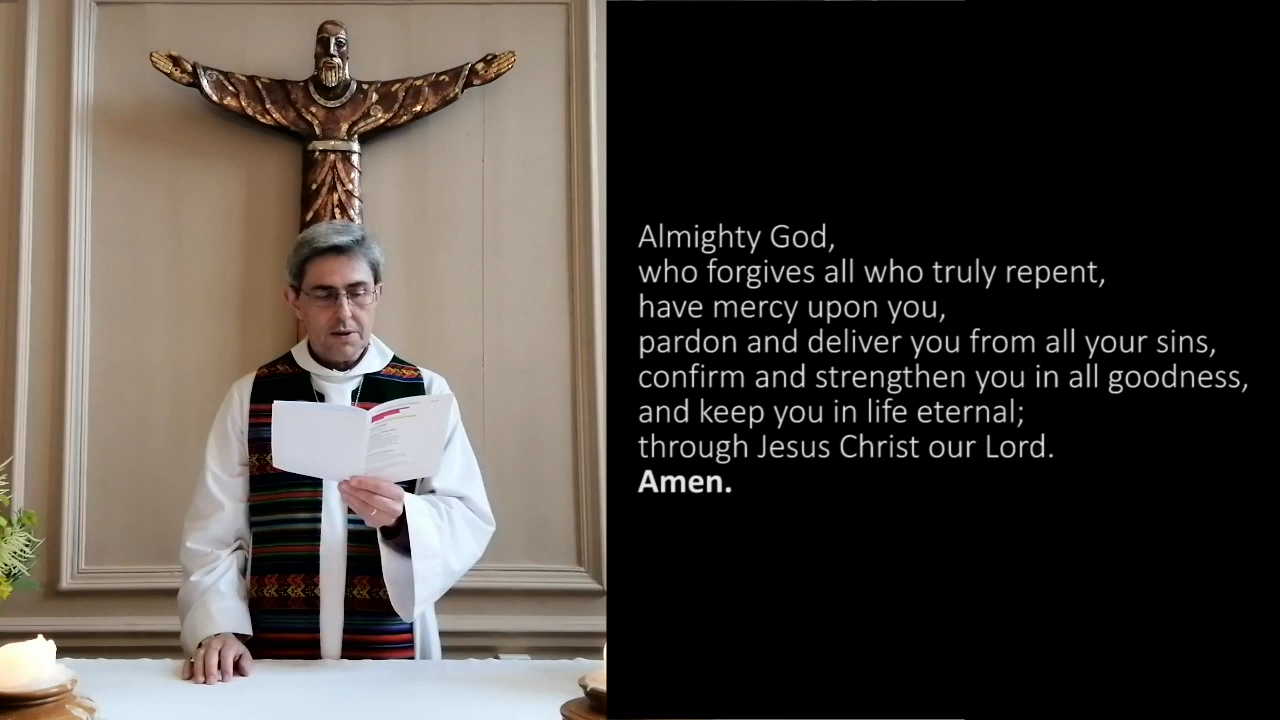 Almighty God,
who forgives all who truly repent,
have mercy upon you,
pardon and deliver you from all your sins,
confirm and strengthen you in all goodness,
and keep you in life eternal;
through Jesus Christ our Lord.
Amen.